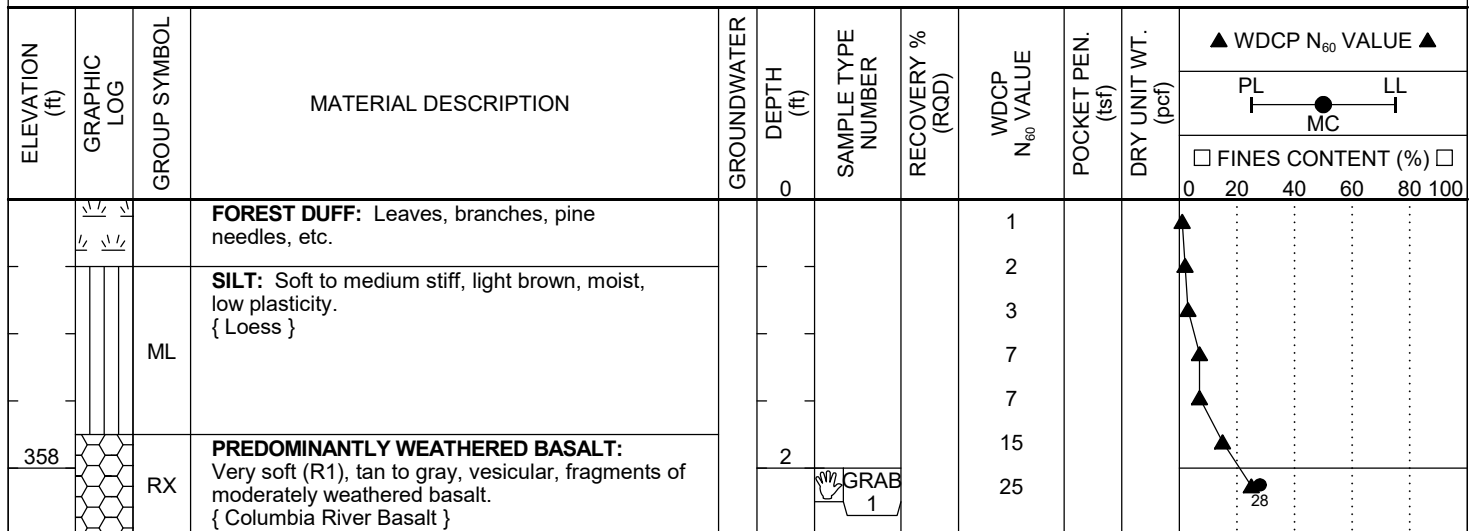 ELEVATION
(ft)
GRAPHIC
LOG
GROUP SYMBOL
MATERIAL DESCRIPTION
GROUNDWATER
DEPTH
(ft)
0
SAMPLE TYPE
NUMBER
RECOVERY %
(RQD)
WDCP
N₆₀ VALUE
POCKET PEN.
(tsf)
DRY UNIT WT.
(pcf)
▲ WDCP N₆₀ VALUE ▲
PL LL
MC
☐ FINES CONTENT (%) ☐
0 20 40 60 80 100
FOREST DUFF: Leaves, branches, pine
needles, etc.
1
2
ML
SILT: Soft to medium stiff, light brown, moist,
low plasticity.
{ Loess }
3
7
7
358
RX
PREDOMINANTLY WEATHERED BASALT:
Very soft (R1), tan to gray, vesicular, fragments of
moderately weathered basalt.
{ Columbia River Basalt }
2
GRAB
1
15
25
28